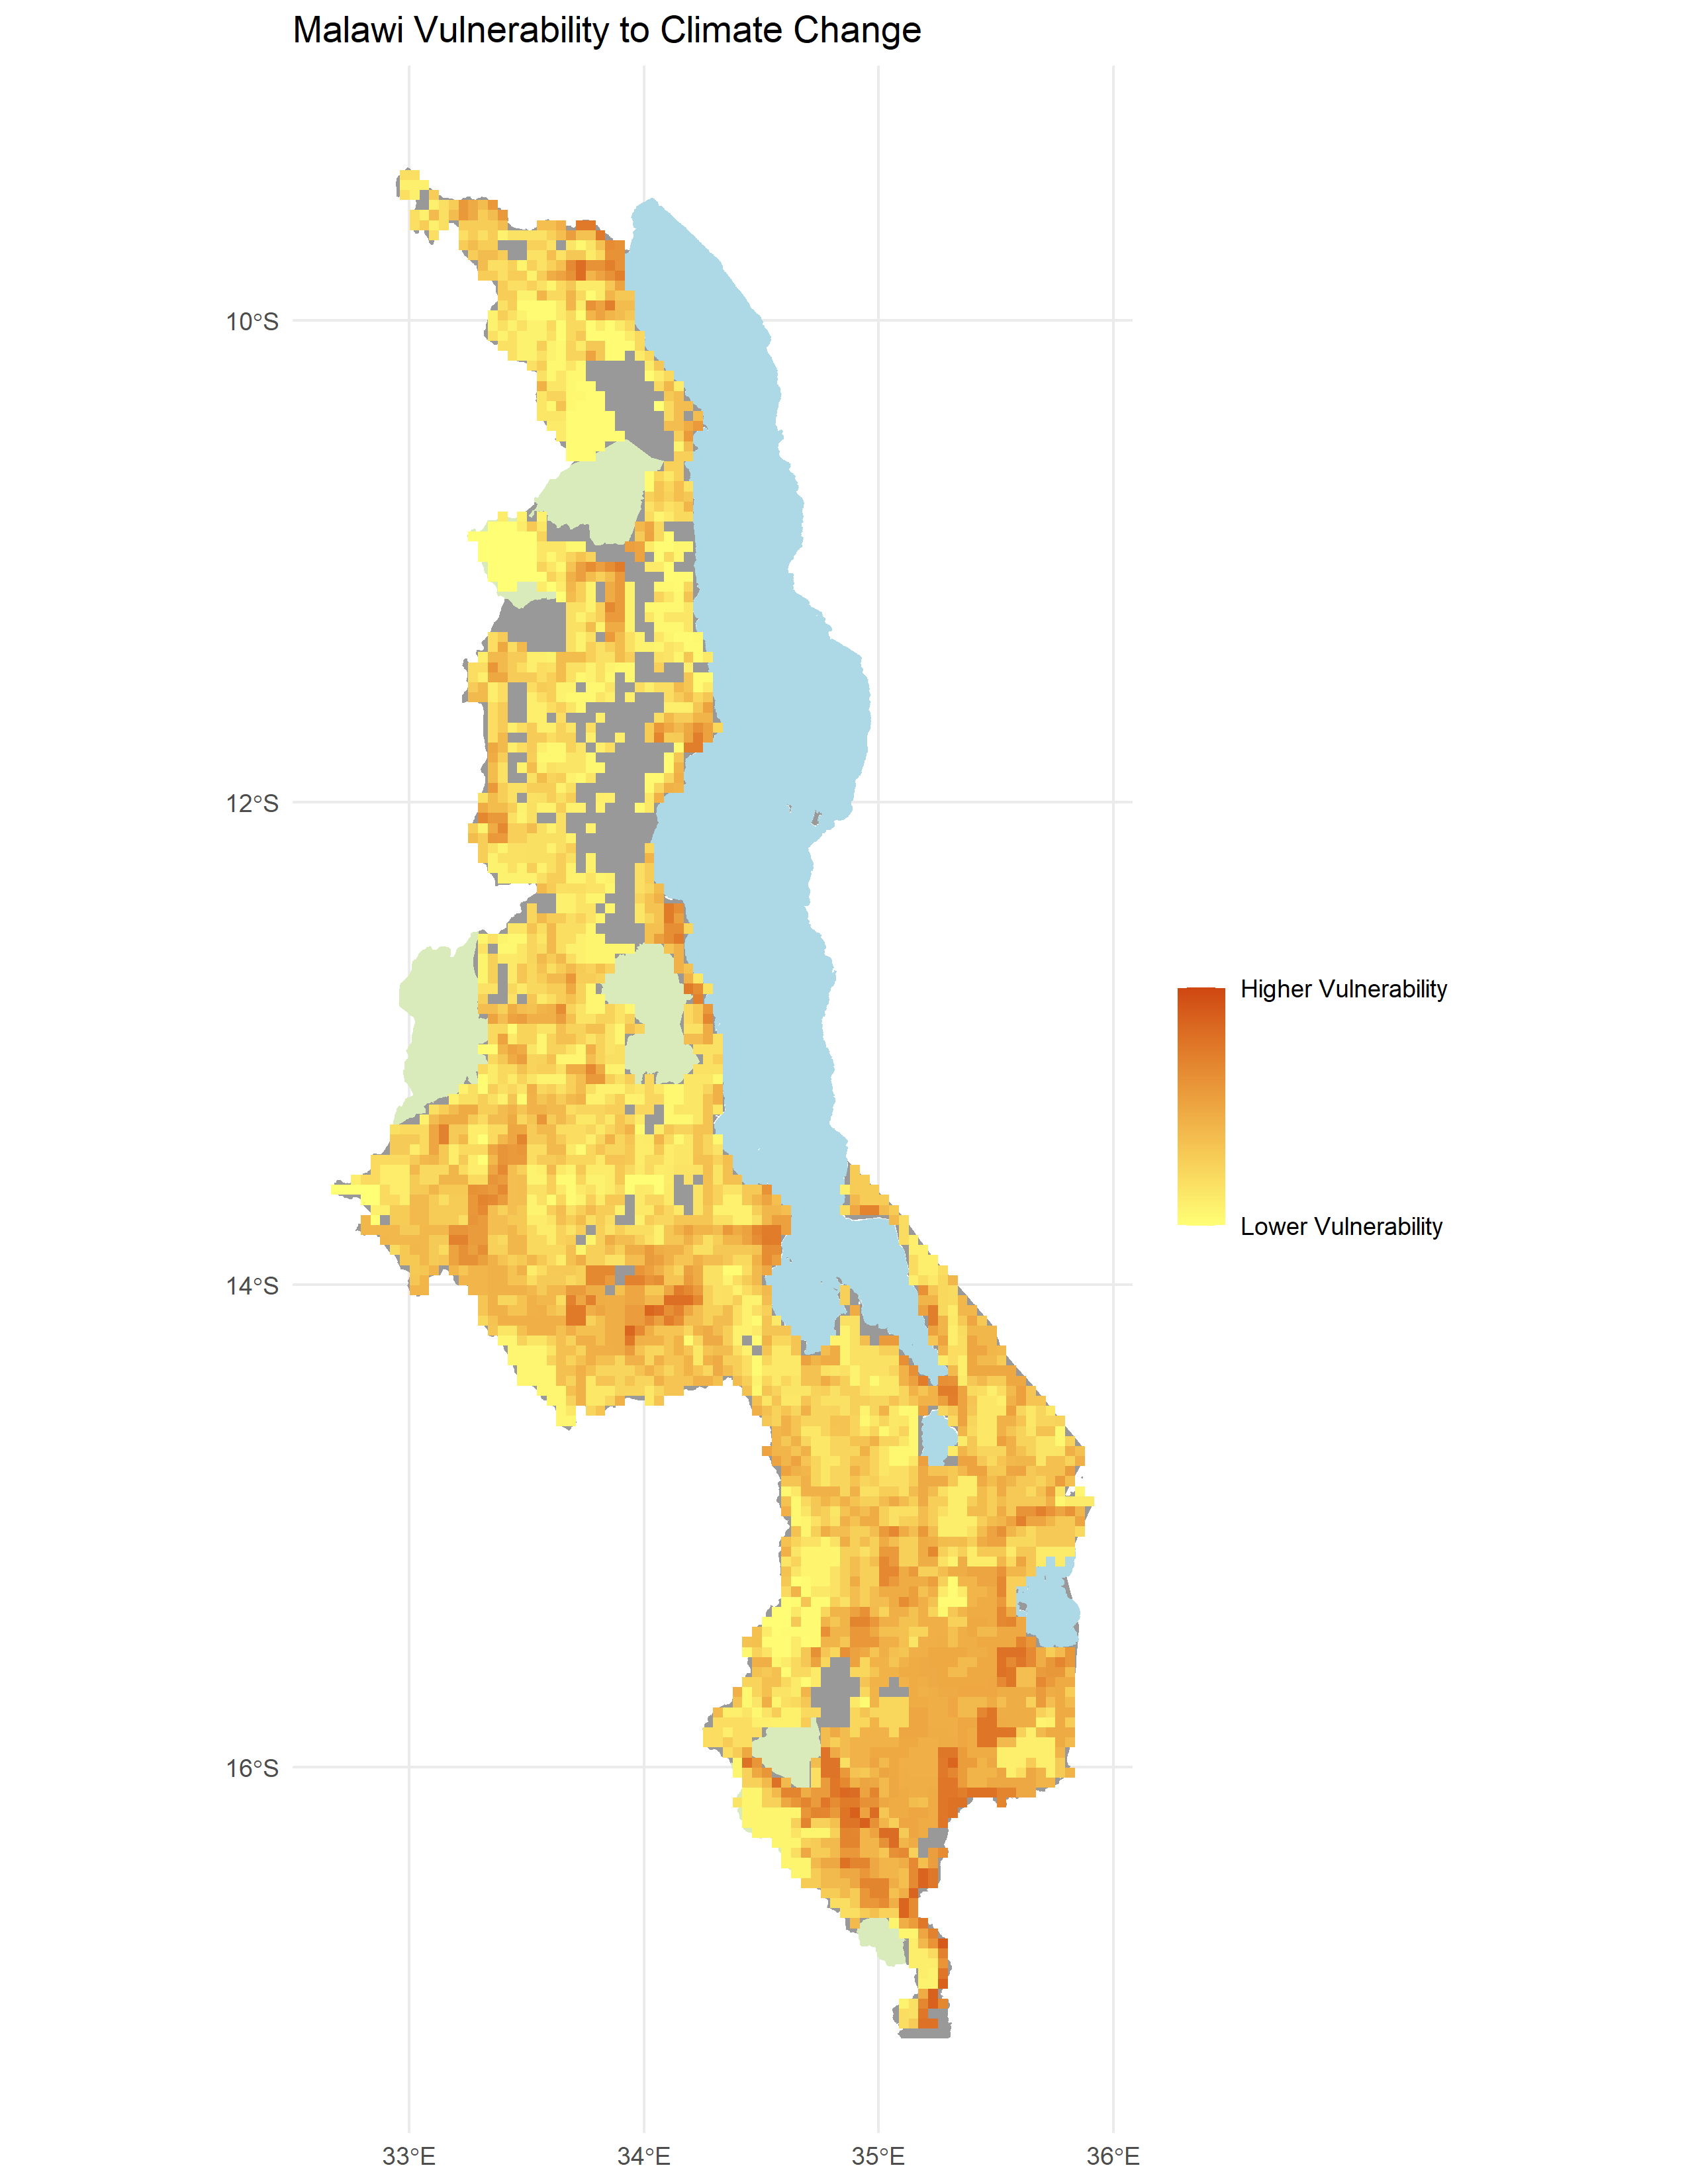 Malawi Vulnerability to Climate Change
10°S
12°S
Higher Vulnerability
Lower Vulnerability
14°S
16°S
33°E 34°E 35°E 36°E